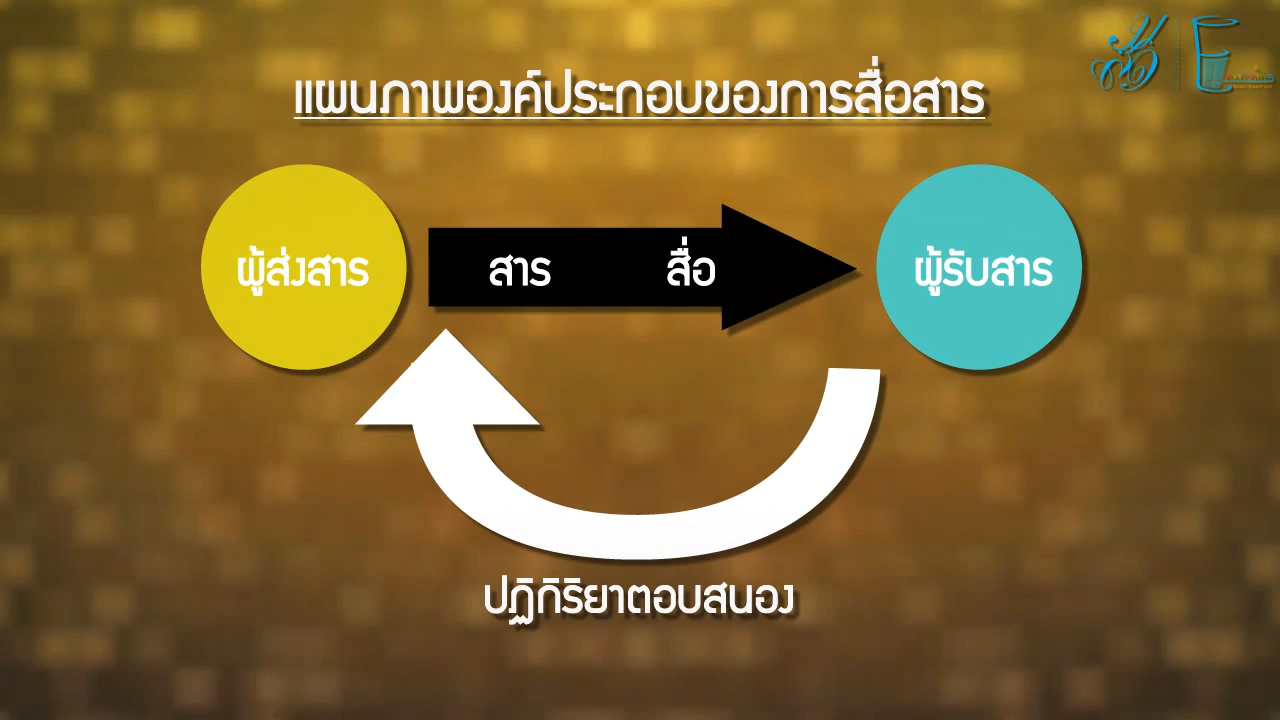 แผนภาพองค์ประกอบของการสื่อสาร
ผู้ส่งสาร
สาร
สื่อ
ผู้รับสาร
ปฏิกิริยาตอบสนอง